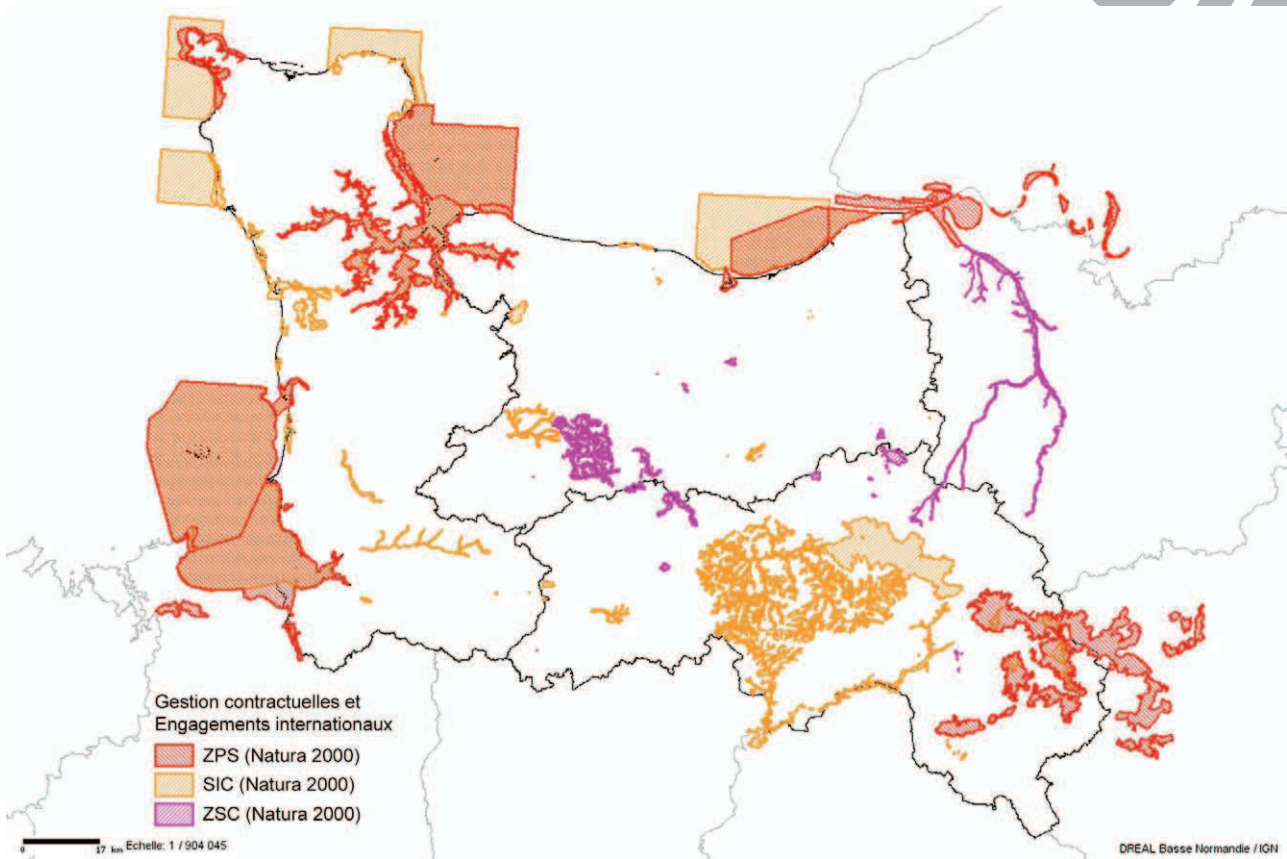 Gestion contractuelles et
Engagements internationaux
ZPS (Natura 2000)
SIC (Natura 2000)
ZSC (Natura 2000)
0 17 km Echelle: 1 / 904 045
DREAL Basse Normandie / IGN